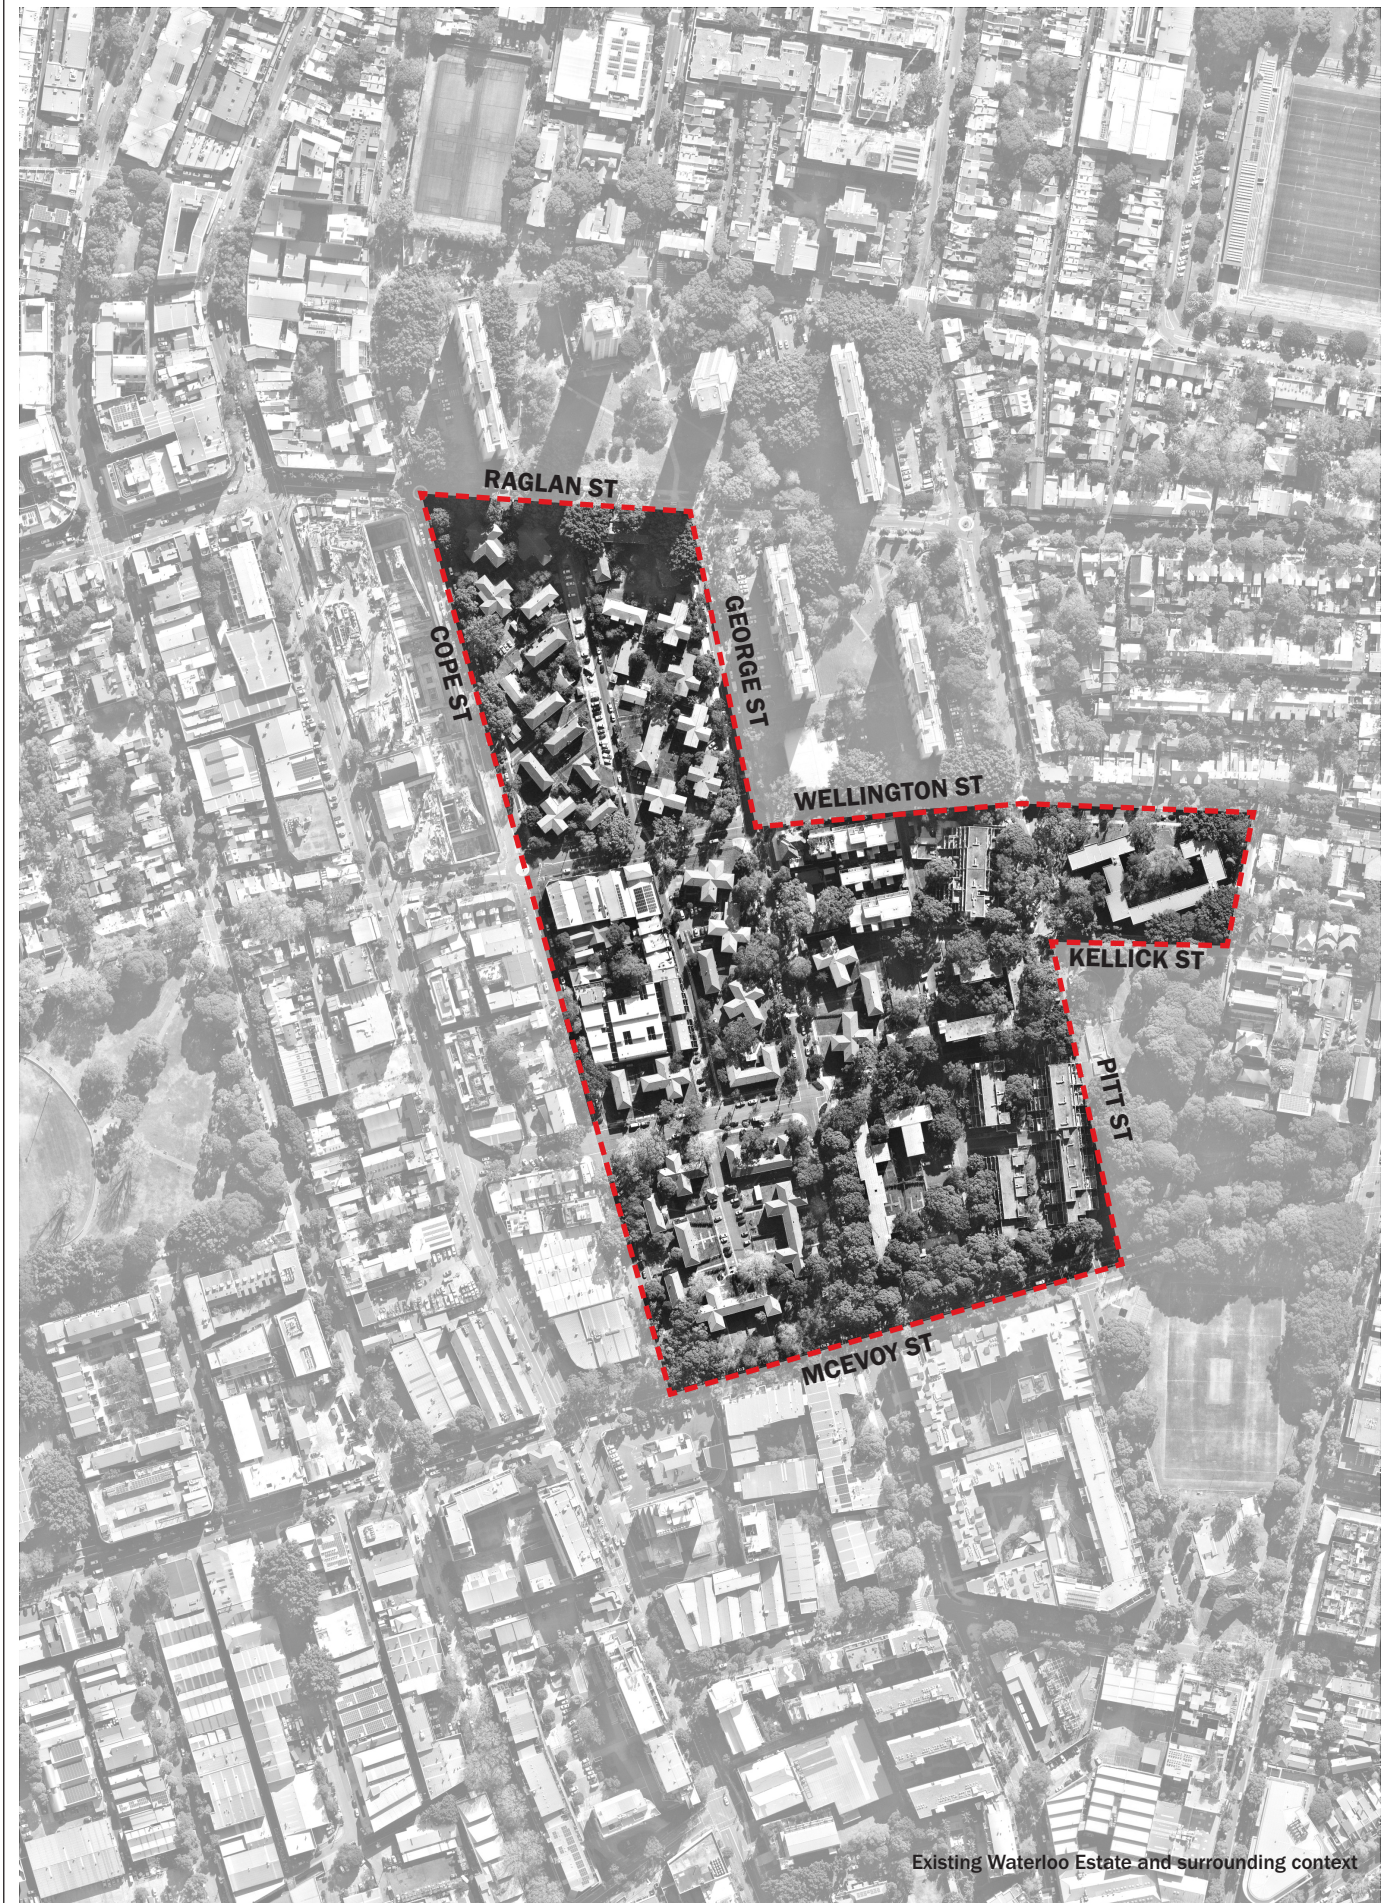 RAGLAN ST
COPE ST
GEORGE ST
WELLINGTON ST
KELLICK ST
PITT ST
MCEVOY ST
Existing Waterloo Estate and surrounding context